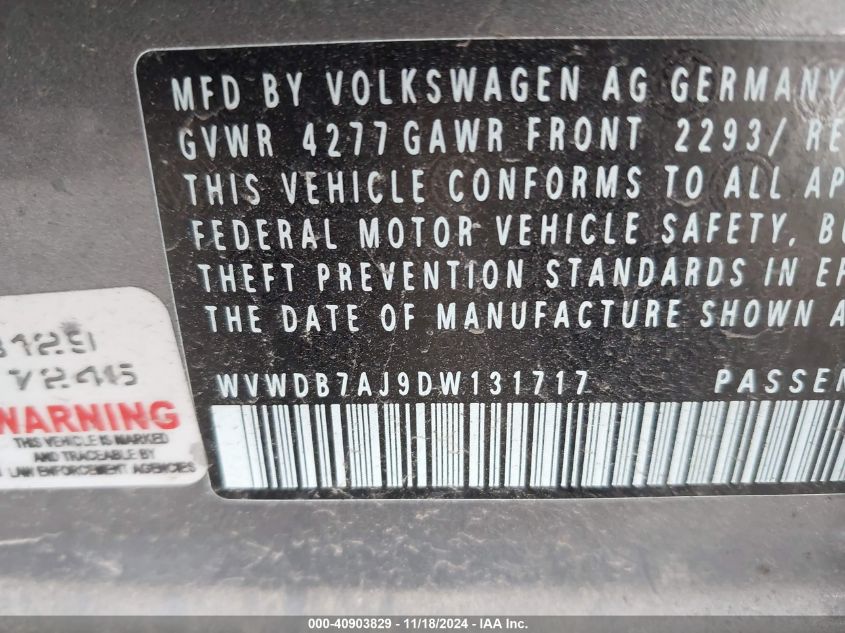 MFD BY VOLKSWAGEN AG GERMANY
GVWR 4277 GAWR FRONT 2293/ RE
THIS VEHICLE CONFORMS TO ALL AP
FEDERAL MOTOR VEHICLE SAFETY, BU
THEFT PREVENTION STANDARDS IN EF
THE DATE OF MANUFACTURE SHOWN A
WVWDB7AJ9DW131717 PASSEN
WARNING
THIS VEHICLE IS MARKED
AND TRACEABLE BY
LAW ENFORCEMENT AGENCIES
000-40903829 - 11/18/2024 - IAA Inc.